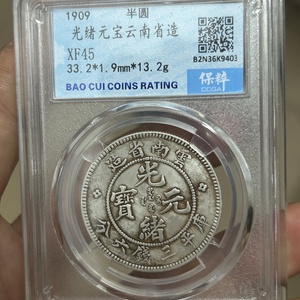 1909 半圆
光绪元宝云南省造
XF45
33.2*1.9mm*13.2g
BAO CUI COINS RATING
B2N36K9403
保粹
CCGA
造省南雲
光緒元寶
分六錢三平庫